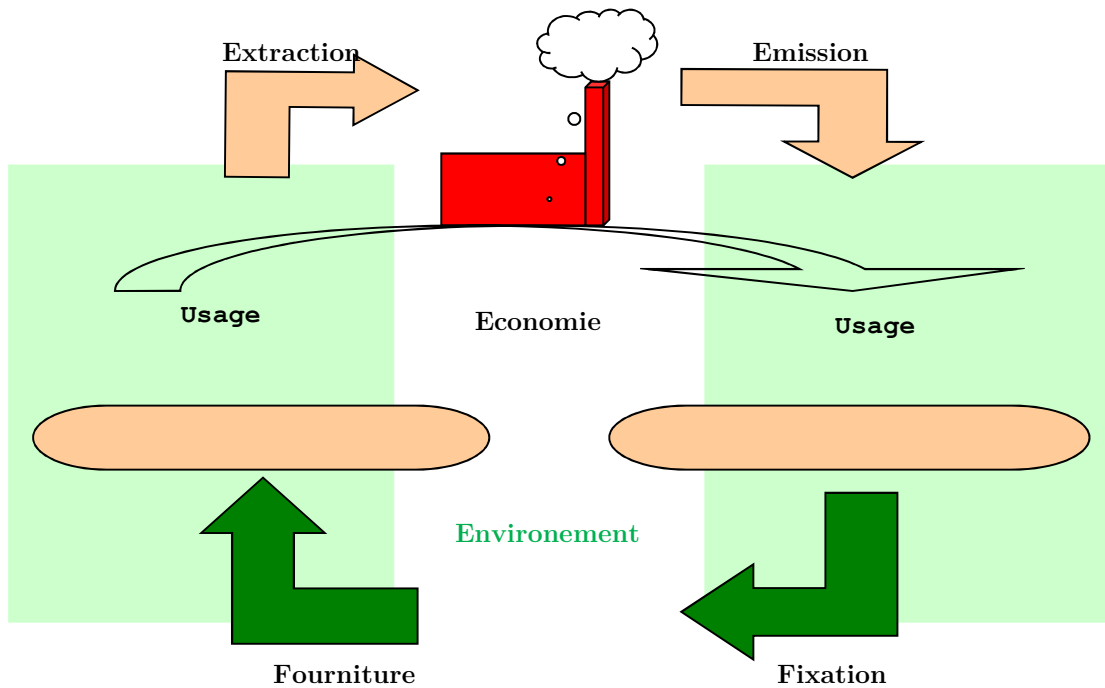 Extraction
Emission
Usage
Economie
Usage
Environement
Fourniture
Fixation